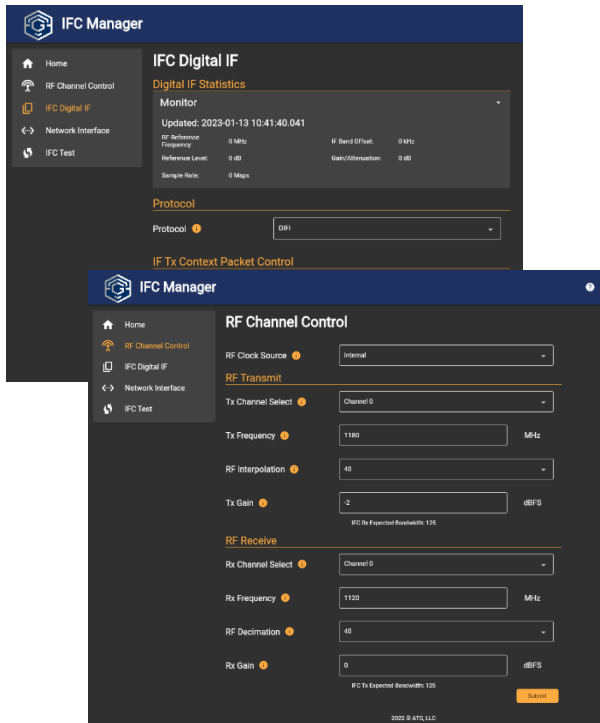 IFC Manager
Home
RF Channel Control
IFC Digital IF
Network Interface
IFC Test
IFC Digital IF
Digital IF Statistics
Monitor
Updated: 2023-01-13 10:41:40.041
RF Reference Frequency: 0 MHz IF Band Offset: 0 kHz
Reference Level: 0 dB Gain/Attenuation: 0 dB
Sample Rate: 0 Msps
Protocol
Protocol DIFI
IF Tx Context Packet Control
IFC Manager
Home
RF Channel Control
IFC Digital IF
Network Interface
IFC Test
RF Channel Control
RF Clock Source Internal
RF Transmit
Tx Channel Select Channel 0
Tx Frequency 1180 MHz
RF Interpolation 40
Tx Gain -2 dBFS
IFC Rx Expected Bandwidth: 125
RF Receive
Rx Channel Select Channel 0
Rx Frequency 1120 MHz
RF Decimation 40
Rx Gain 0 dBFS
IFC Tx Expected Bandwidth: 125
Submit
2022 © ATG, LLC